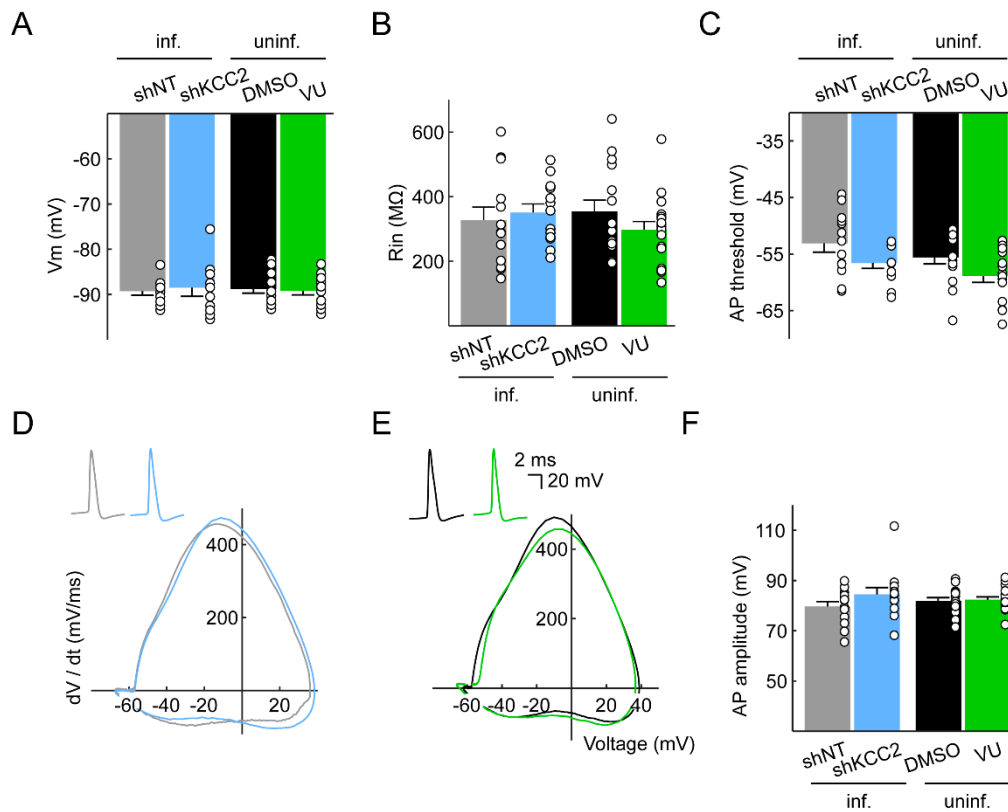 A
inf.
uninf.
shNT
shKCC2
DMSO
VU
Vm (mV)
-60
-70
-80
-90
B
Rin (MΩ)
600
400
200
shNT
shKCC2
DMSO
VU
inf.
uninf.
C
inf.
uninf.
shNT
shKCC2
DMSO
VU
AP threshold (mV)
-35
-45
-55
-65
D
dV / dt (mV/ms)
400
200
-60
-40
-20
20
E
2 ms
20 mV
400
200
-60
-40
-20
20
40
Voltage (mV)
F
AP amplitude (mV)
110
90
70
50
shNT
shKCC2
DMSO
VU
inf.
uninf.